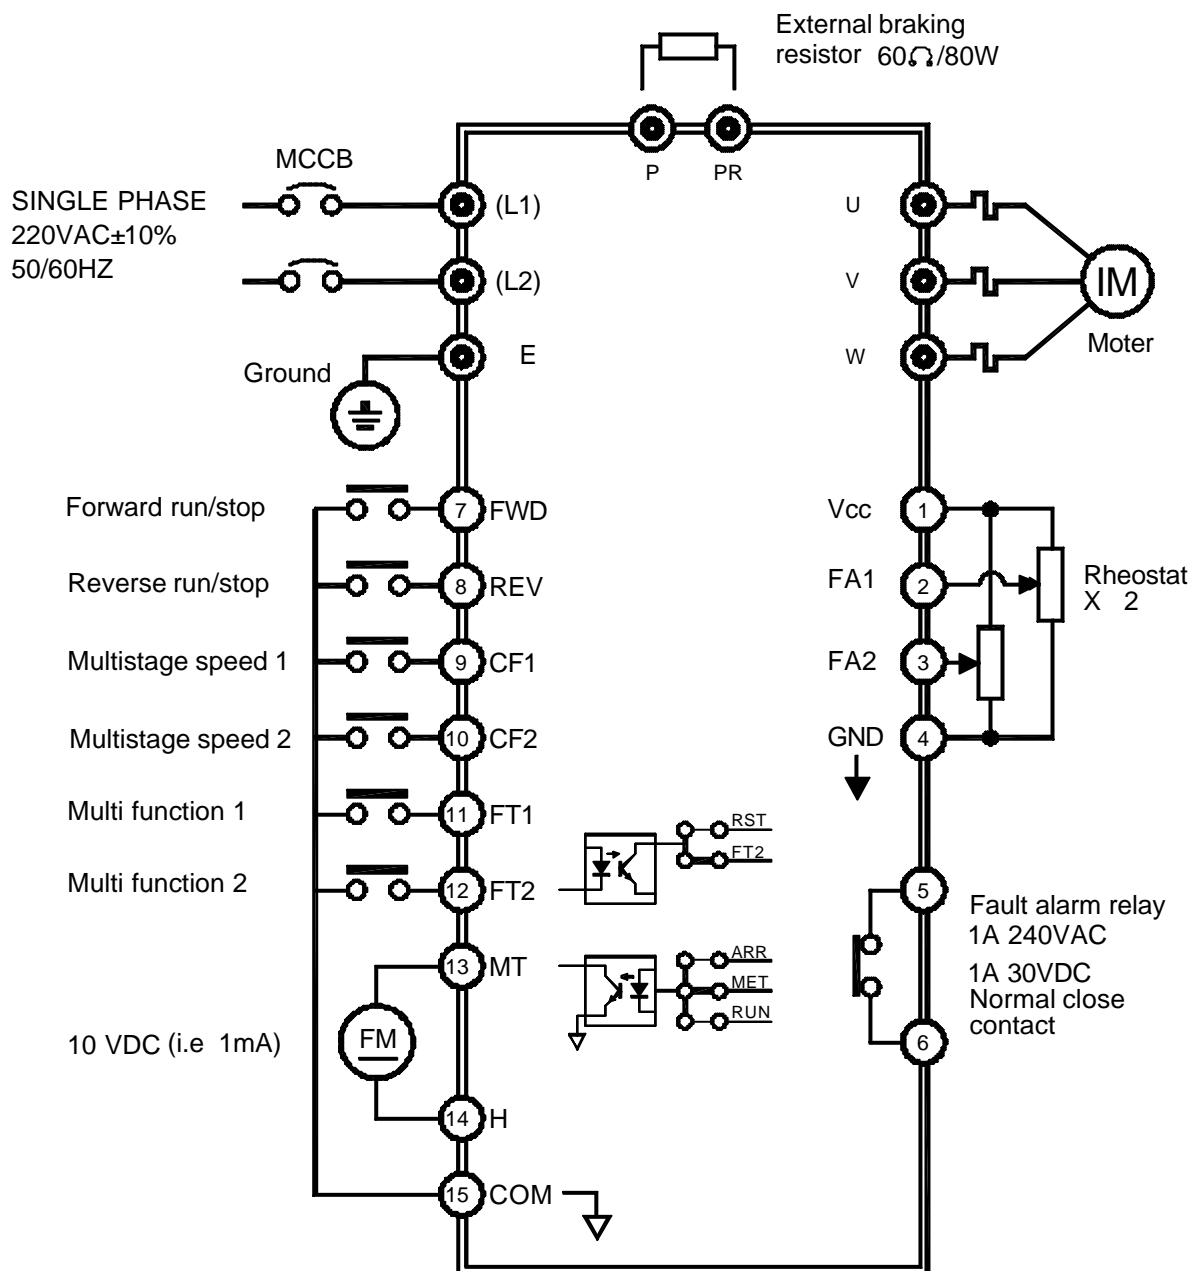 External braking
resistor 60Ω/80W
P
PR
MCCB
SINGLE PHASE
220VAC±10%
50/60HZ
(L1)
(L2)
E
Ground
U
V
W
IM
Moter
Forward run/stop
7
FWD
Reverse run/stop
8
REV
Multistage speed 1
9
CF1
Multistage speed 2
10
CF2
Multi function 1
11
FT1
Multi function 2
12
FT2
13
MT
10 VDC (i.e 1mA)
FM
14
H
15
COM
Vcc
1
FA1
2
FA2
3
GND
4
Rheostat
X 2
RST
FT2
ARR
MET
RUN
5
6
Fault alarm relay
1A 240VAC
1A 30VDC
Normal close
contact